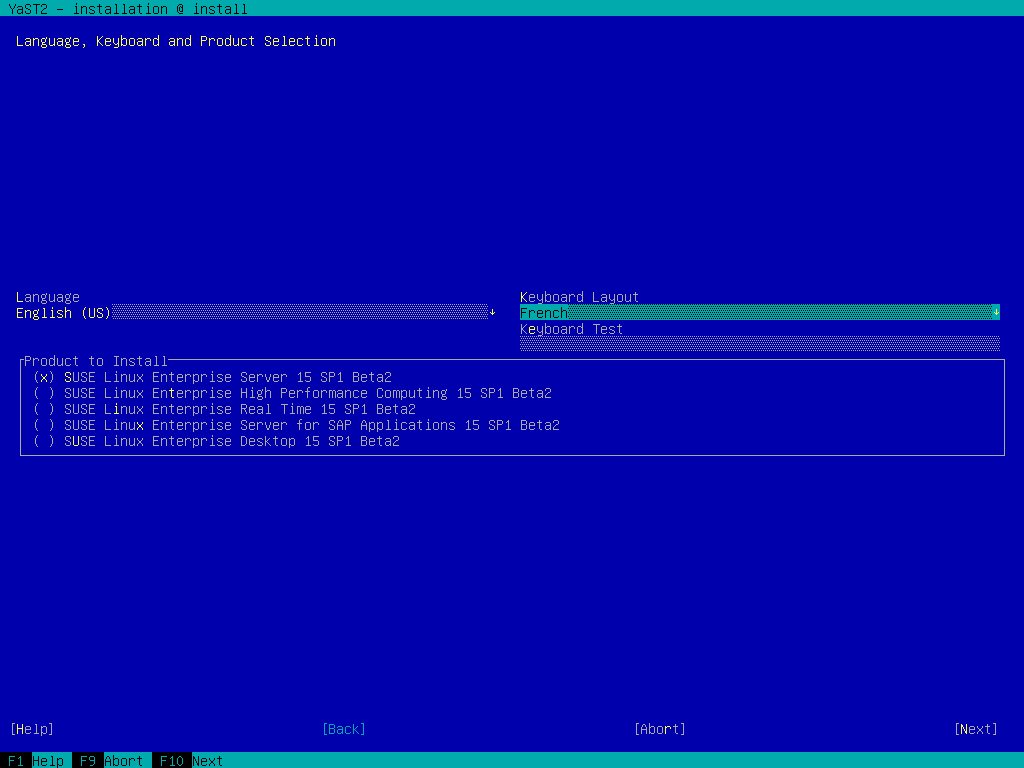 YaST2 - installation @ install
Language, Keyboard and Product Selection
Language
English (US)↓
Keyboard Layout
French↓
Keyboard Test
Product to Install
(x) SUSE Linux Enterprise Server 15 SP1 Beta2
( ) SUSE Linux Enterprise High Performance Computing 15 SP1 Beta2
( ) SUSE Linux Enterprise Real Time 15 SP1 Beta2
( ) SUSE Linux Enterprise Server for SAP Applications 15 SP1 Beta2
( ) SUSE Linux Enterprise Desktop 15 SP1 Beta2
[Help] [Back] [Abort] [Next]
F1 Help F9 Abort F10 Next